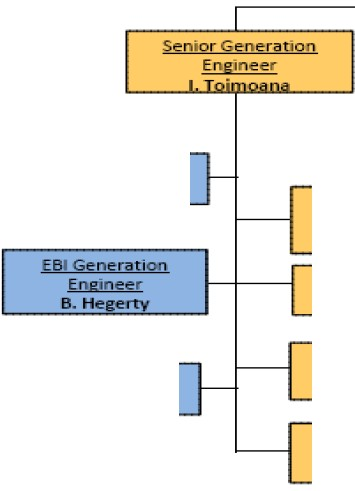 Senior Generation
Engineer
I. Toimoana
EBI Generation
Engineer
B. Hegerty